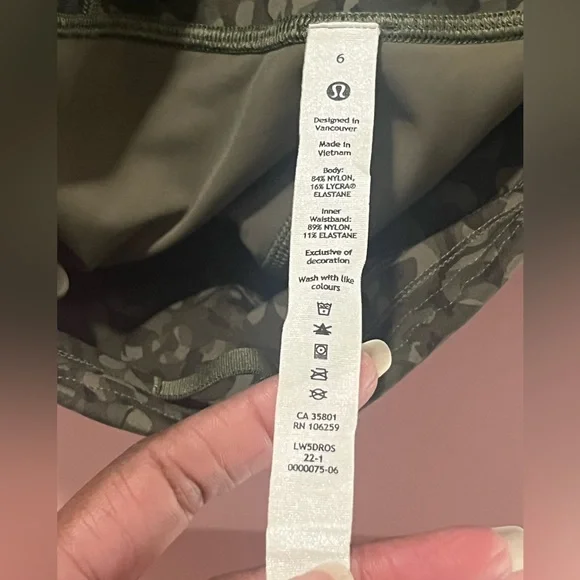 6
Designed in
Vancouver
Made in
Vietnam
Body:
84% NYLON,
16% LYCRA®
ELASTANE
Inner
Waistband:
89% NYLON,
11% ELASTANE
Exclusive of
decoration
Wash with like
colours
CA 35801
RN 106259
LW5DROS
22-1
0000075-06